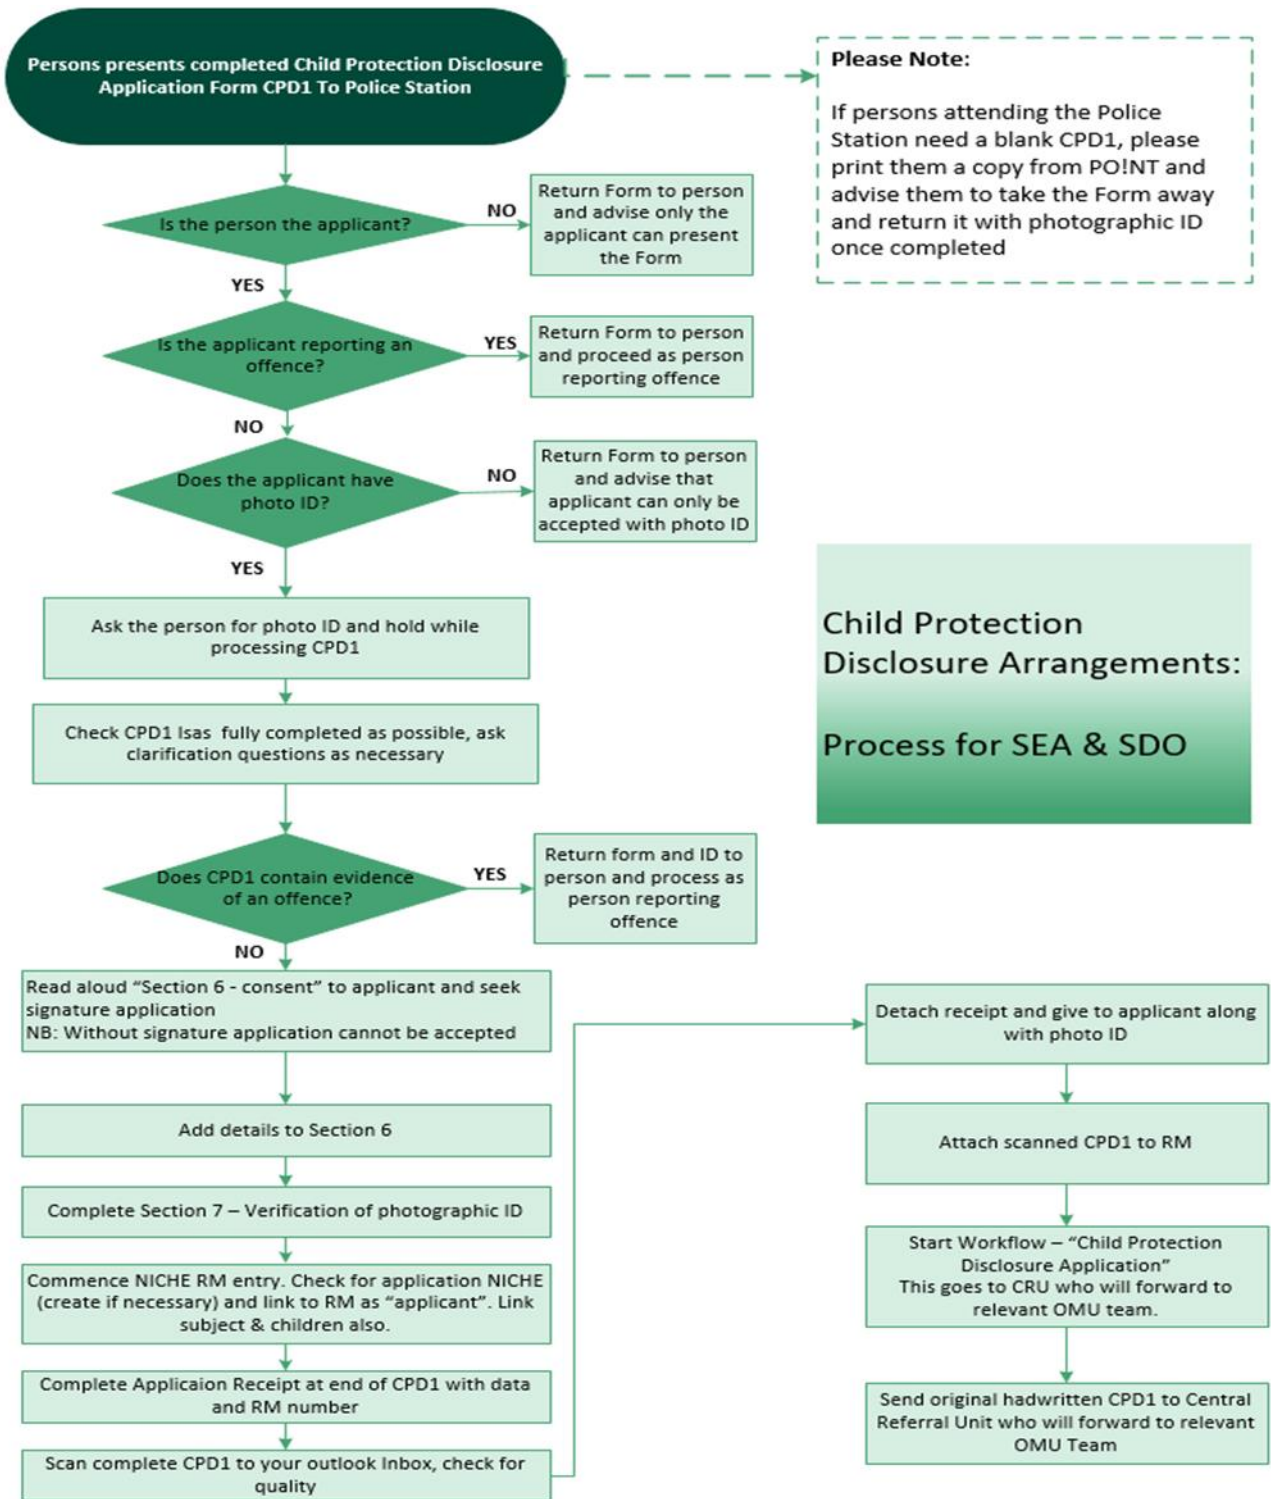 Persons presents completed Child Protection Disclosure
Application Form CPD1 To Police Station
Please Note:
If persons attending the Police
Station need a blank CPD1, please
print them a copy from PO!NT and
advise them to take the Form away
and return it with photographic ID
once completed
Is the person the applicant?
NO
Return Form to person
and advise only the
applicant can present
the Form
YES
Is the applicant reporting an
offence?
YES
Return Form to person
and proceed as person
reporting offence
NO
Does the applicant have
photo ID?
NO
Return Form to person
and advise that
applicant can only be
accepted with photo ID
YES
Ask the person for photo ID and hold while
processing CPD1
Check CPD1 Isas fully completed as possible, ask
clarification questions as necessary
Child Protection
Disclosure Arrangements:
Process for SEA & SDO
Does CPD1 contain evidence
of an offence?
YES
Return form and ID to
person and process as
person reporting
offence
NO
Read aloud “Section 6 - consent” to applicant and seek
signature application
NB: Without signature application cannot be accepted
Add details to Section 6
Complete Section 7 – Verification of photographic ID
Commence NICHE RM entry. Check for application NICHE
(create if necessary) and link to RM as “applicant”. Link
subject & children also.
Complete Applicaion Receipt at end of CPD1 with data
and RM number
Scan complete CPD1 to your outlook Inbox, check for
quality
Detach receipt and give to applicant along
with photo ID
Attach scanned CPD1 to RM
Start Workflow – “Child Protection
Disclosure Application”
This goes to CRU who will forward to
relevant OMU team.
Send original hadwritten CPD1 to Central
Referral Unit who will forward to relevant
OMU Team